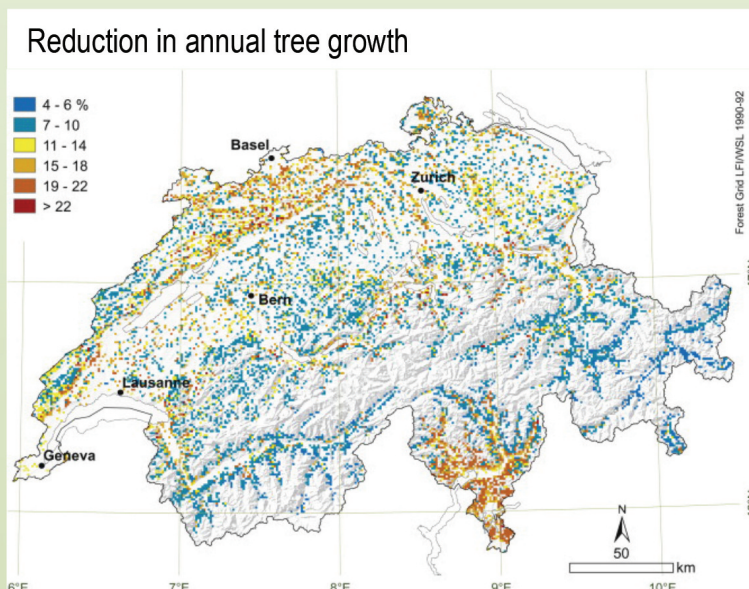 Reduction in annual tree growth
4 - 6 %
7 - 10
11 - 14
15 - 18
19 - 22
> 22
Basel
Zurich
Bern
Lausanne
Geneva
Forest Grid LFI/WSL 1990-92
N
50
km
6°E
7°E
8°E
9°E
10°E